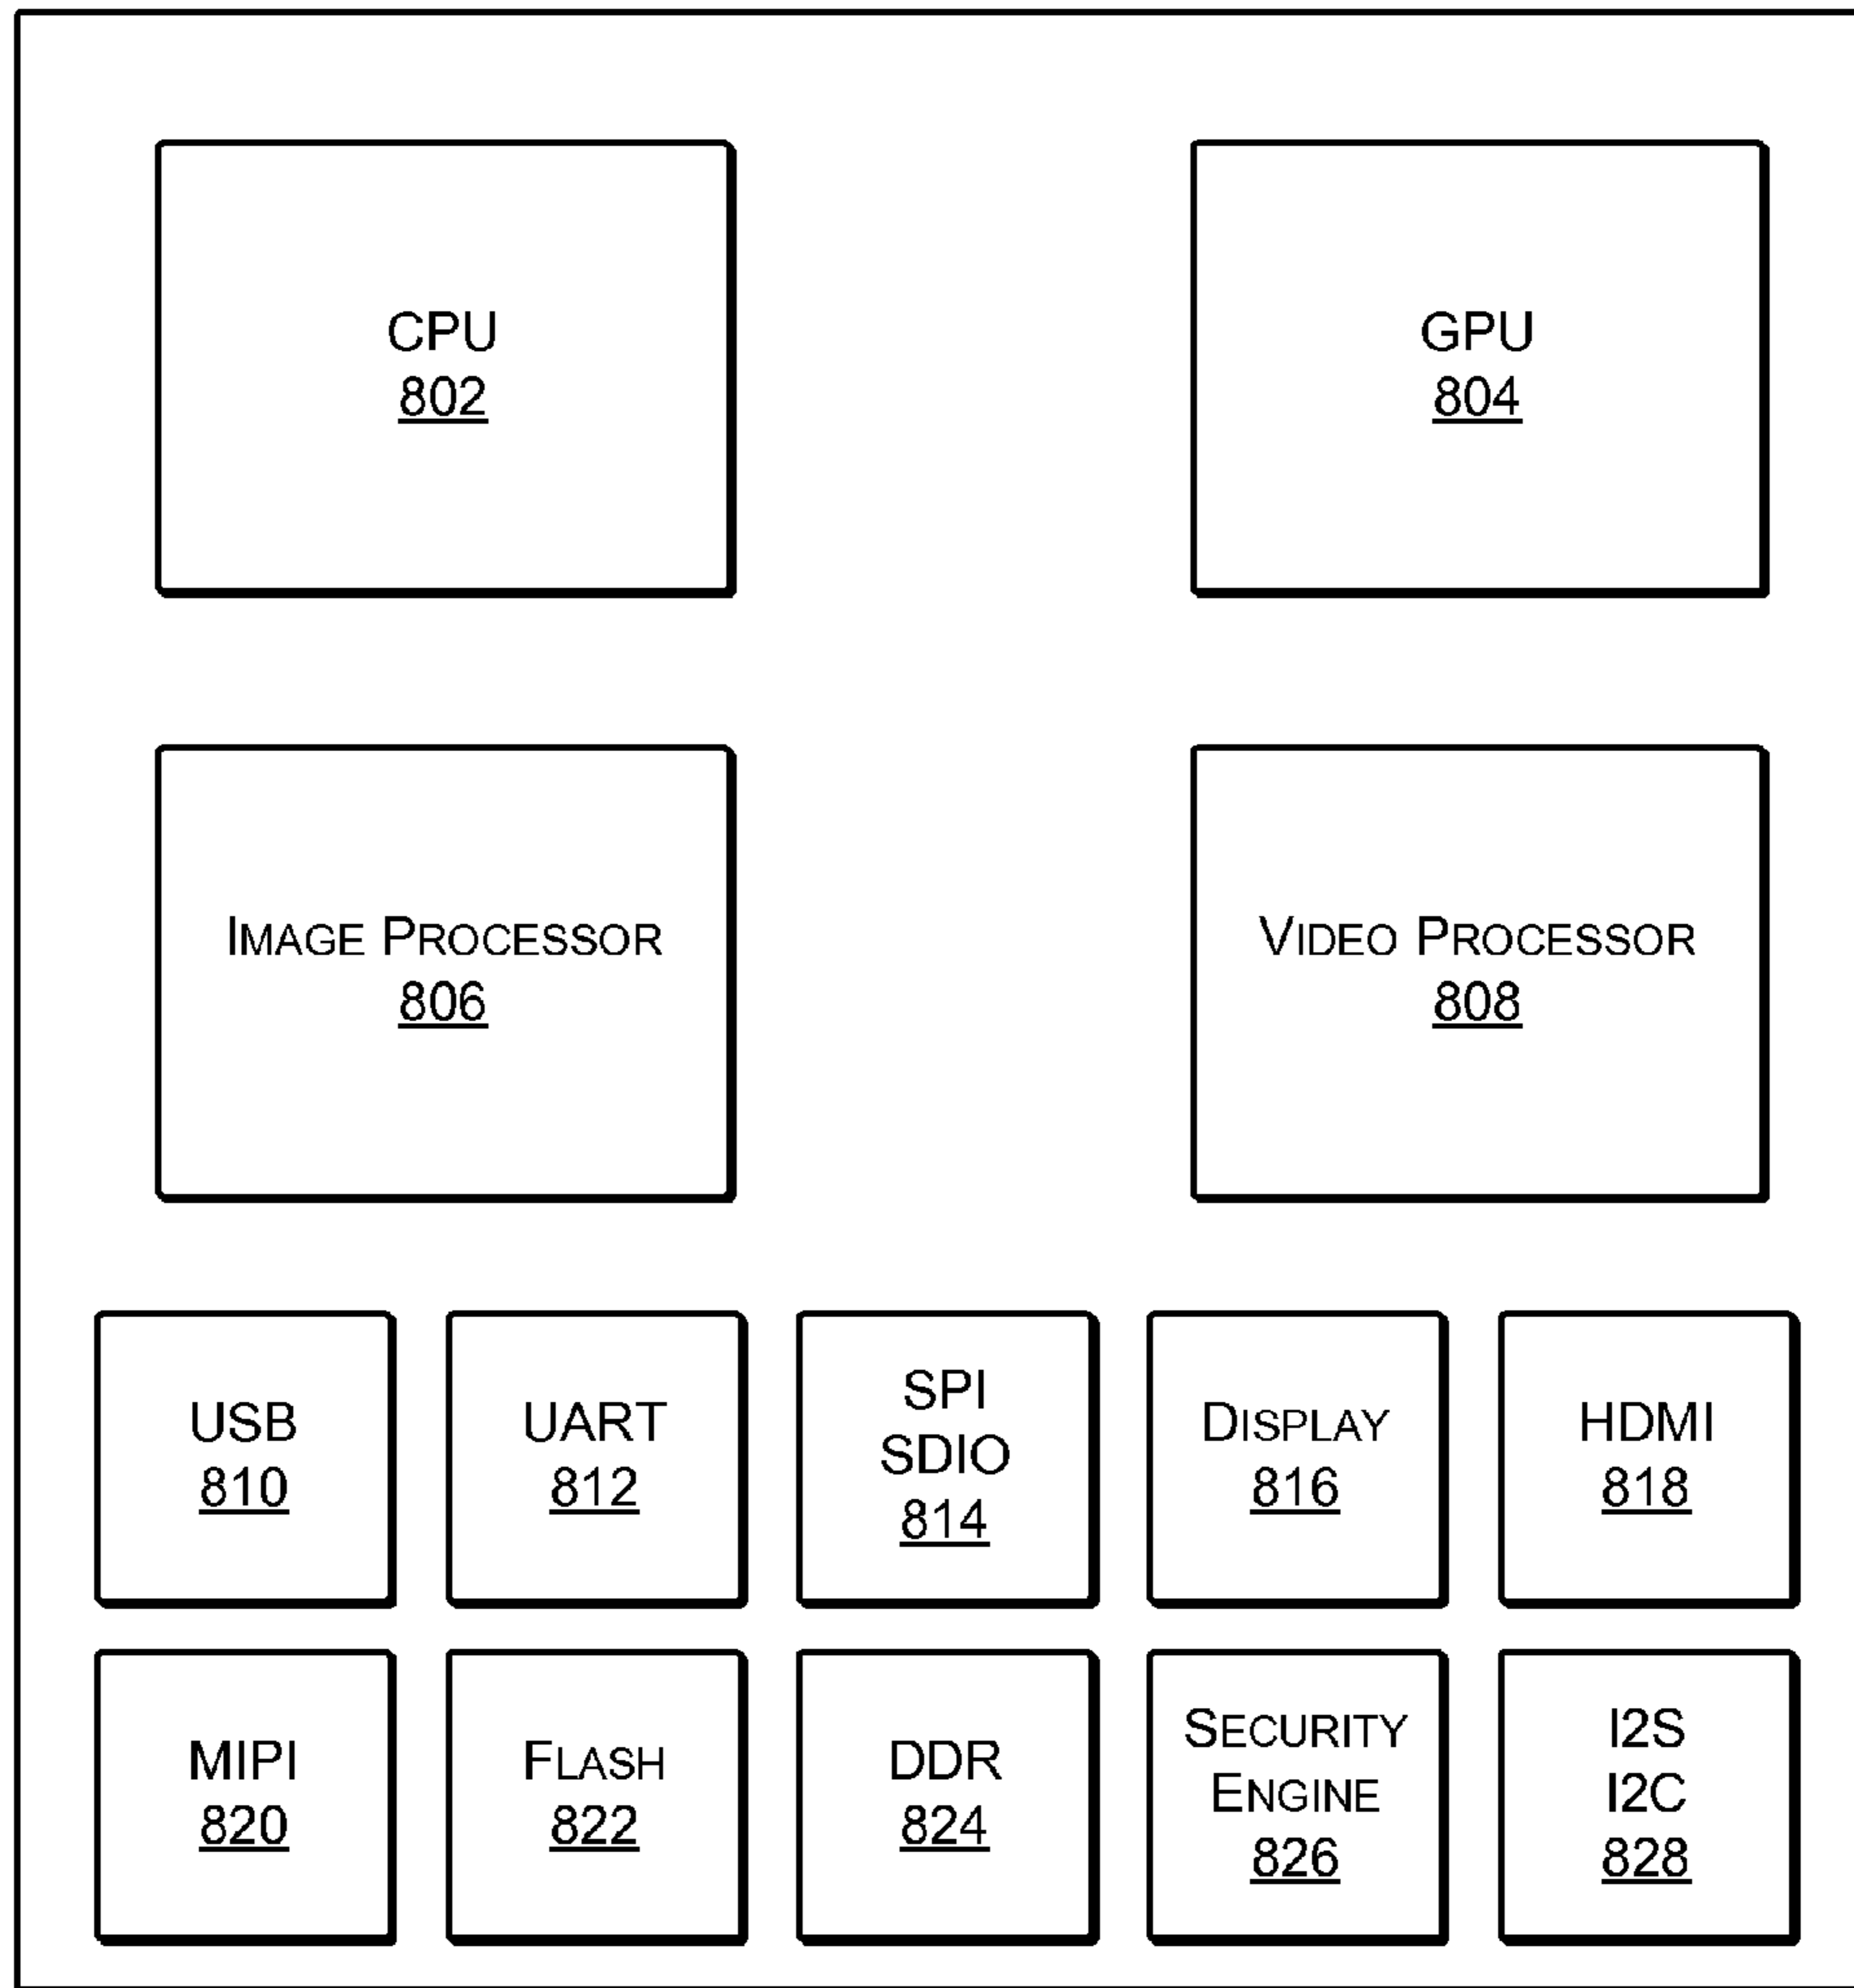 CPU
802
GPU
804
IMAGE PROCESSOR
806
VIDEO PROCESSOR
808
USB
810
UART
812
SPI
SDIO
814
DISPLAY
816
HDMI
818
MIPI
820
FLASH
822
DDR
824
SECURITY
ENGINE
826
I2S
I2C
828